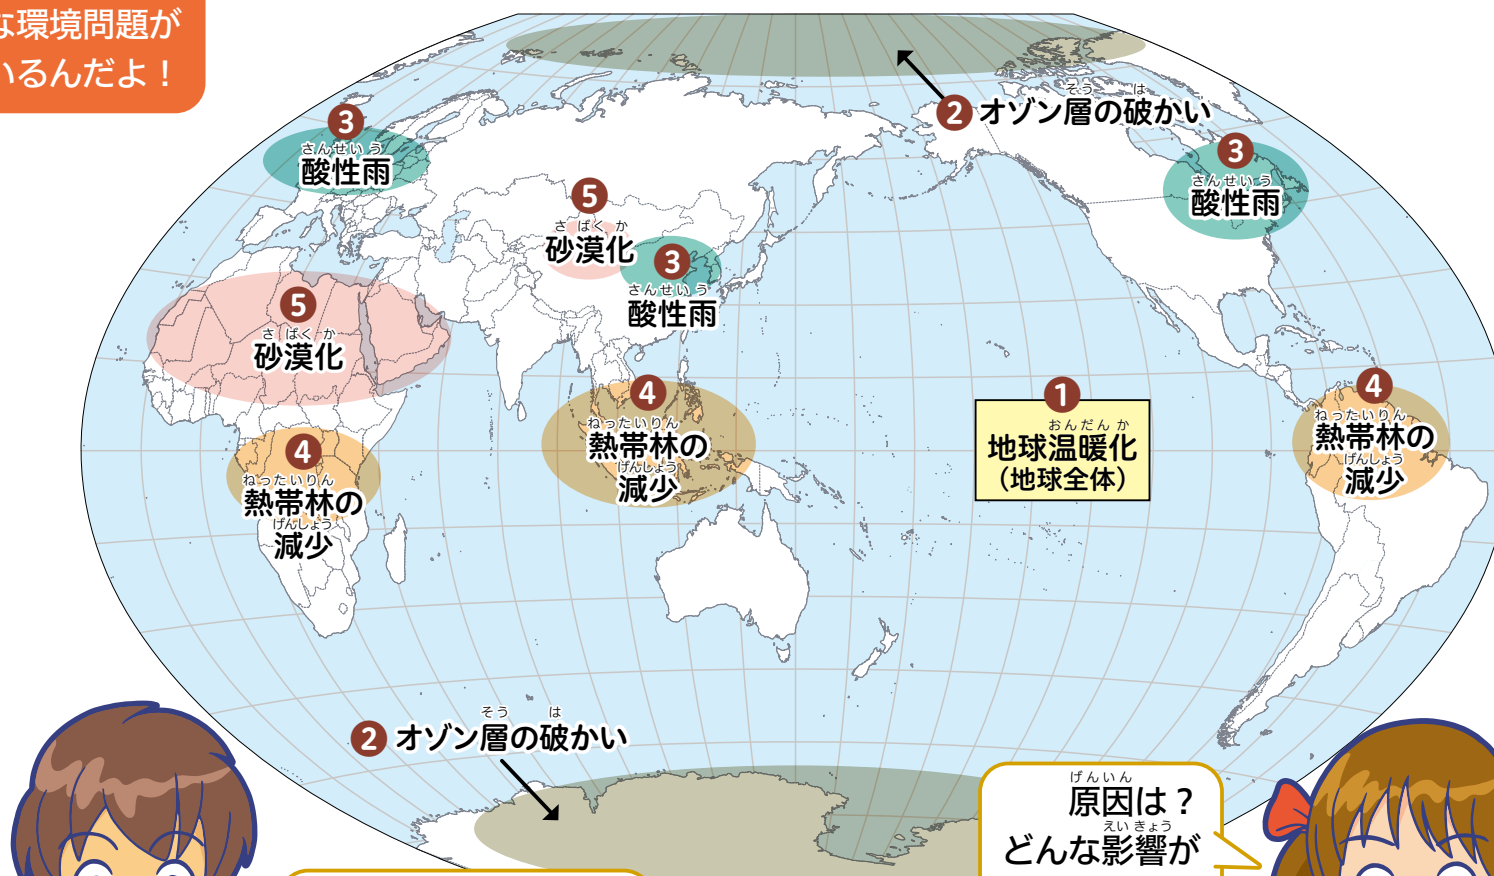 な環境問題が
いるんだよ！
3
さんせい う
酸性雨
2 オゾン層の破かい
そう は
3
さんせい う
酸性雨
5
さ ばく か
砂漠化
3
さんせい う
酸性雨
5
さ ばく か
砂漠化
4
ねったいりん
熱帯林の
げんしょう
減少
4
ねったいりん
熱帯林の
げんしょう
減少
1
おんだん か
地球温暖化
（地球全体）
4
ねったいりん
熱帯林の
げんしょう
減少
そう は
2 オゾン層の破かい
げんいん
原因は？
えいきょう
どんな影響が